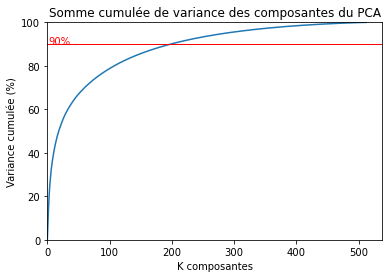 Somme cumulée de variance des composantes du PCA
100
90%
80
60
40
20
0
Variance cumulée (%)
0 100 200 300 400 500
K composantes